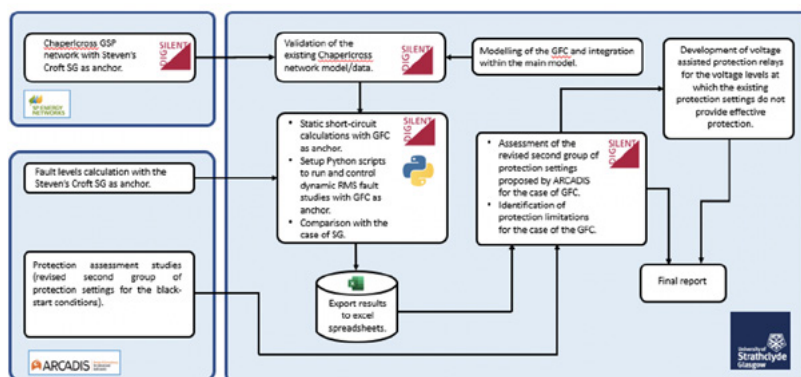 Chaperlcross GSP
network with Steven's
Croft SG as anchor.
DIG
SILENT
SP ENERGY
NETWORKS
Validation of the
existing Chaperlcross
network model/data.
DIG
SILENT
Modelling of the GFC and integration
within the main model.
Development of voltage
assisted protection relays
for the voltage levels at
which the existing
protection settings do not
provide effective
protection.
• Static short-circuit
calculations with GFC
as anchor.
• Setup Python scripts
to run and control
dynamic RMS fault
studies with GFC as
anchor.
• Comparison with the
case of SG.
DIG
SILENT
• Assessment of the
revised second group of
protection settings
proposed by ARCADIS
for the case of GFC.
• Identification of
protection limitations
for the case of the GFC.
DIG
SILENT
Fault levels calculation with the
Steven's Croft SG as anchor.
Protection assessment studies
(revised second group of
protection settings for the black-
start conditions).
ARCADIS
Export results
to excel
spreadsheets.
Final report
University of
Strathclyde
Glasgow